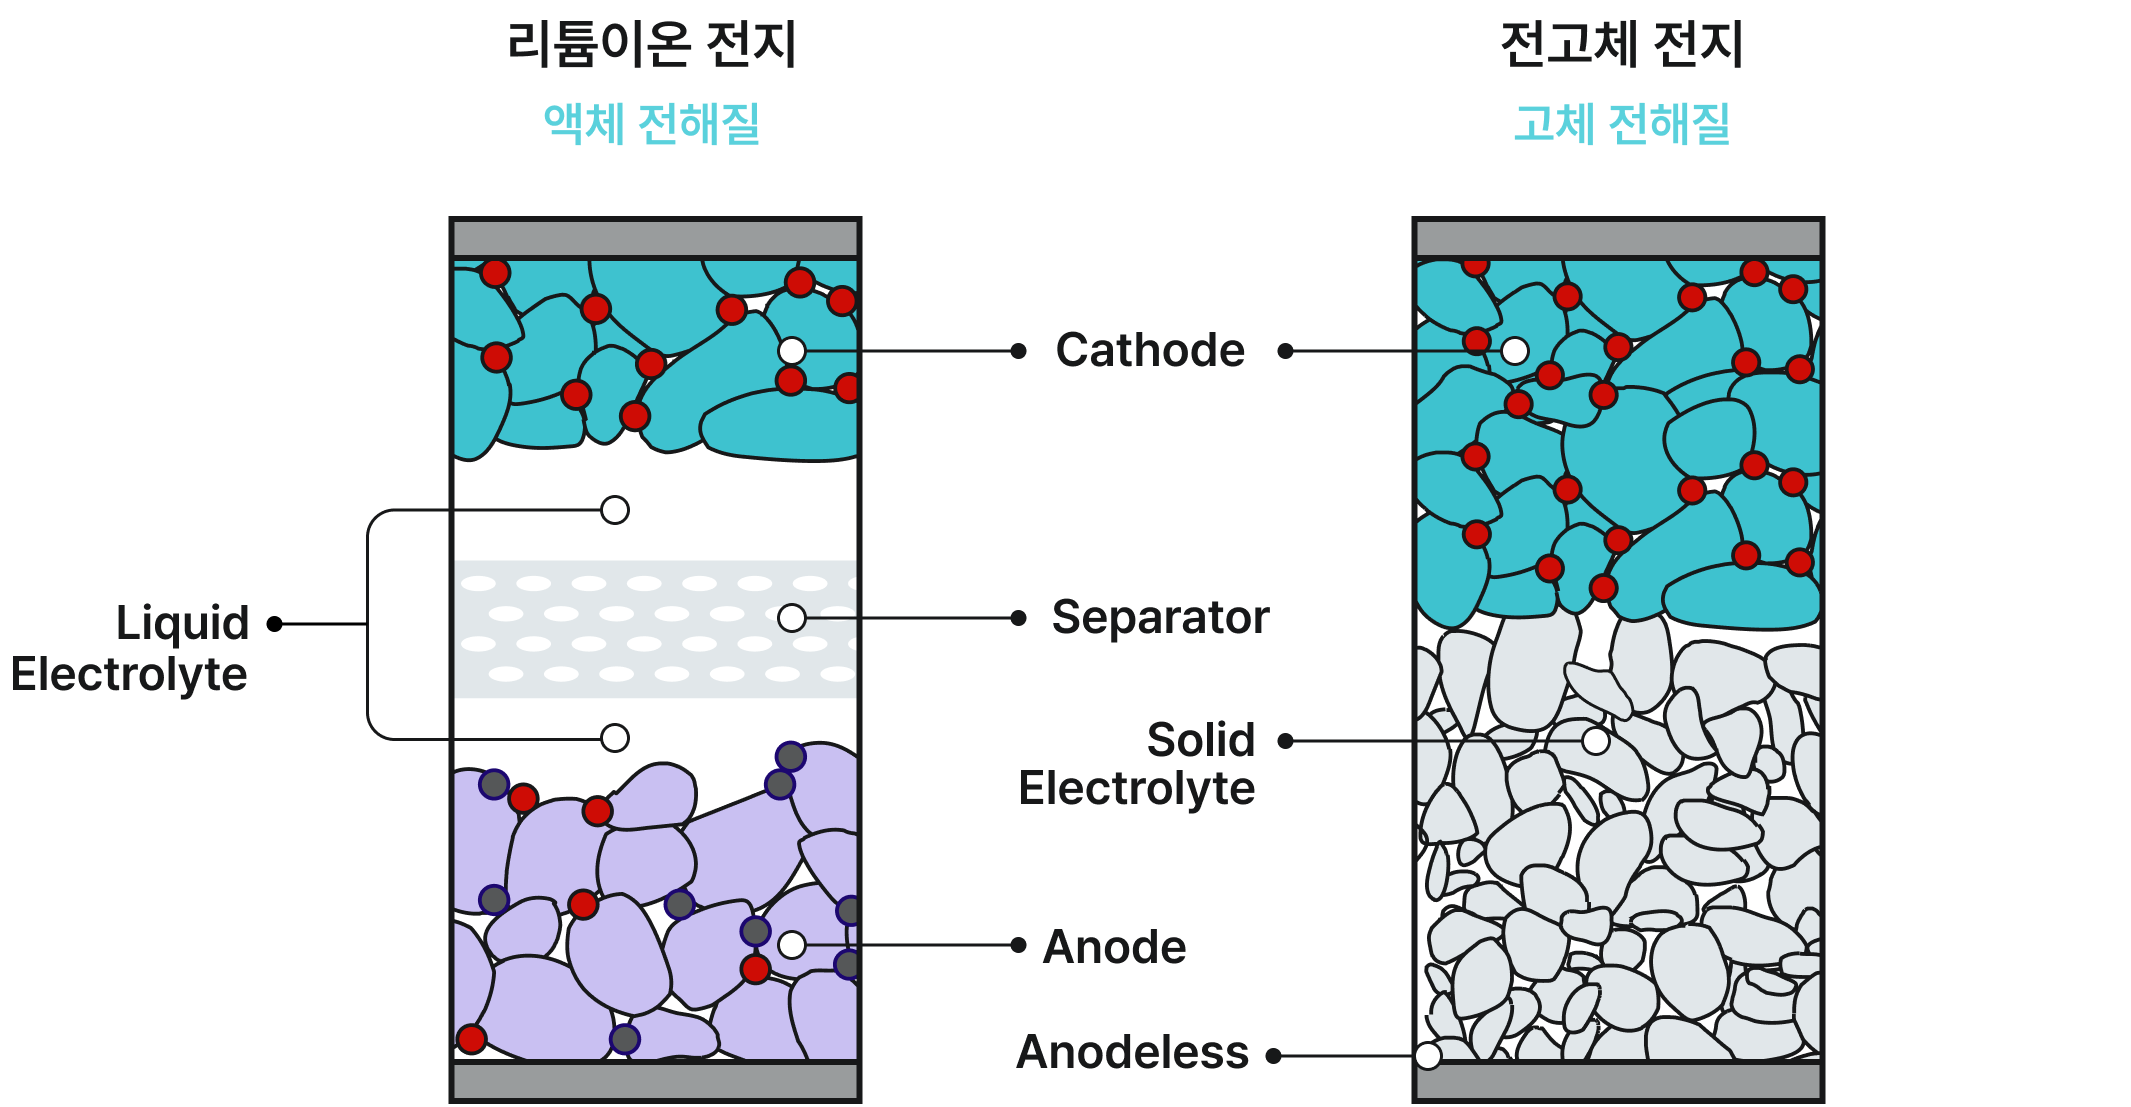 리튬이온 전지
액체 전해질
전고체 전지
고체 전해질
Cathode
Liquid
Electrolyte
Separator
Solid
Electrolyte
Anode
Anodeless